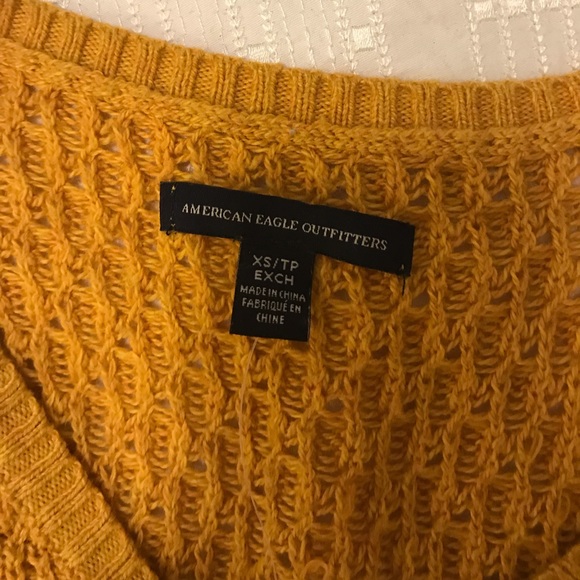 AMERICAN EAGLE OUTFITTERS
XS/TP
EXCH
MADE IN CHINA
FABRIQUÉ EN
CHINE